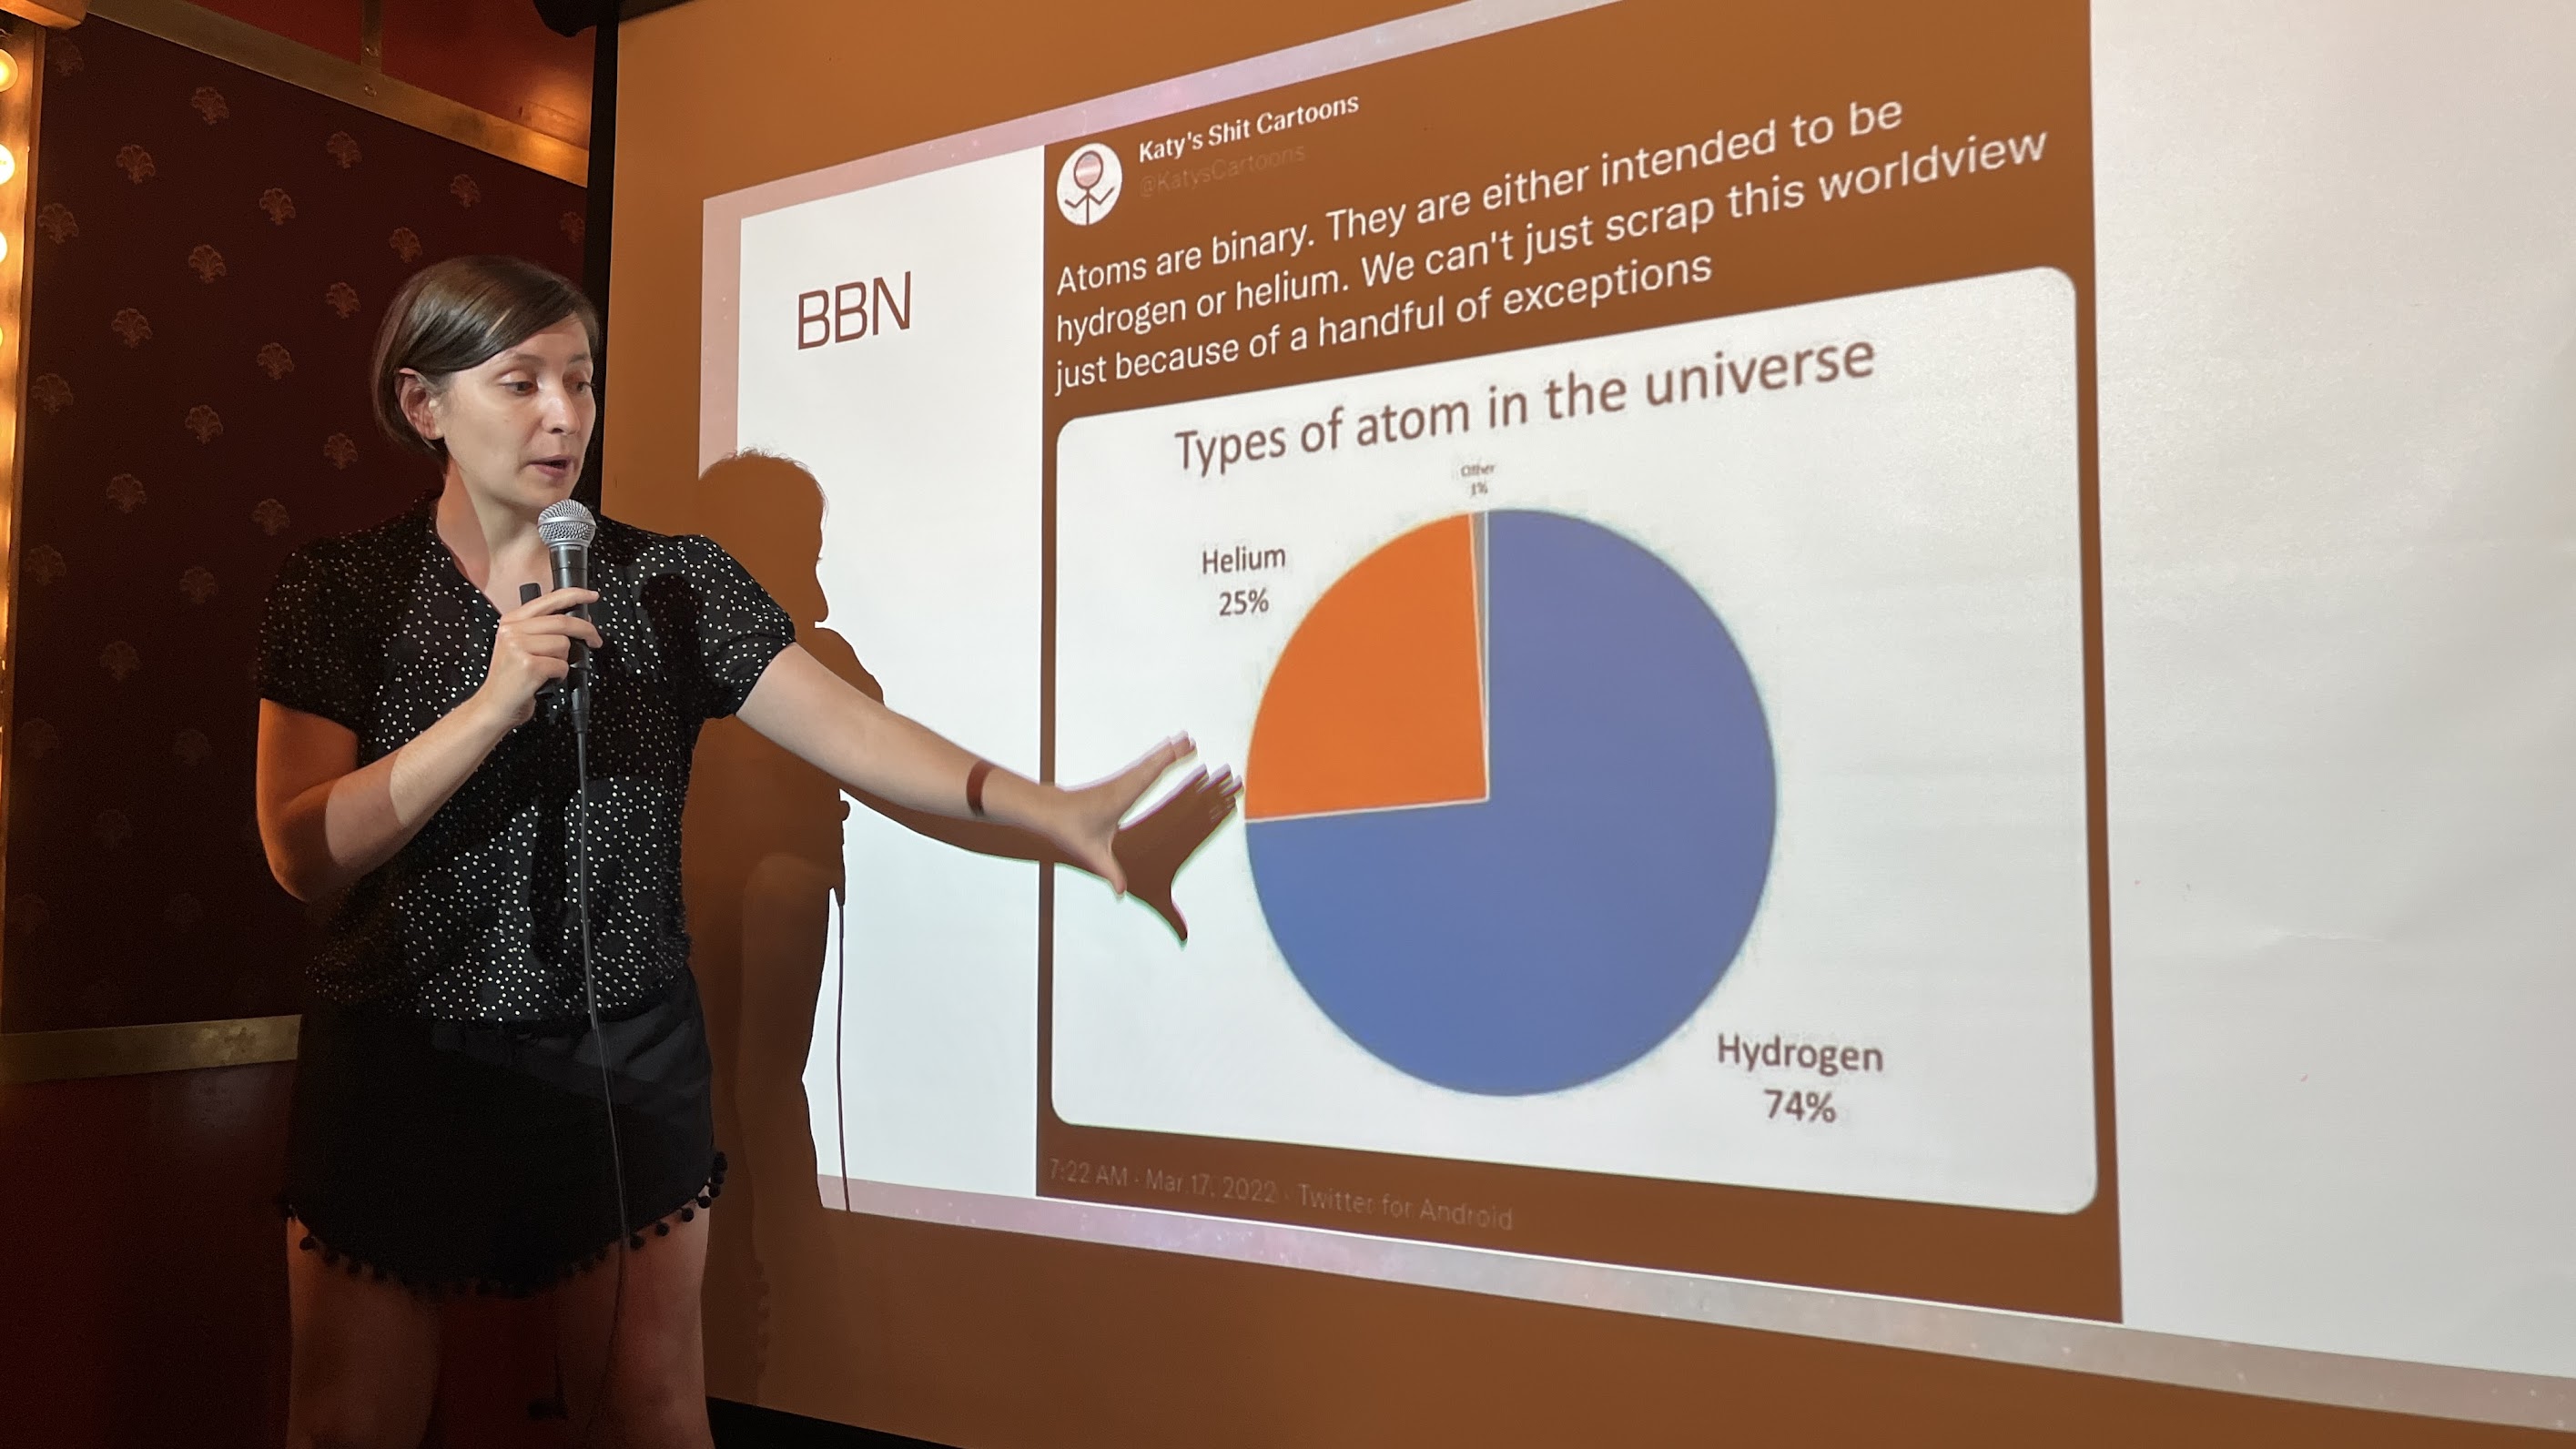 BBN
Katy's Shit Cartoons
@KatysCartoons
Atoms are binary. They are either intended to be
hydrogen or helium. We can't just scrap this worldview
just because of a handful of exceptions
Types of atom in the universe
Other
1%
Helium
25%
Hydrogen
74%
7:22 AM · Mar 17, 2022 · Twitter for Android